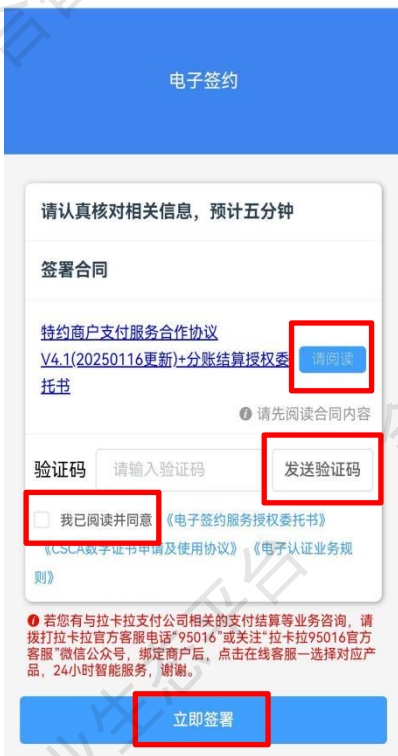 电子签约
请认真核对相关信息，预计五分钟
签署合同
特约商户支付服务合作协议
V4.1(20250116更新)+分账结算授权委 请阅读
托书
请先阅读合同内容
验证码 请输入验证码 发送验证码
我已阅读并同意 《电子签约服务授权委托书》
《CSCA数字证书申请及使用协议》 《电子认证业务规
则》
若您有与拉卡拉支付公司相关的支付结算等业务咨询，请
拨打拉卡拉官方客服电话“95016”或关注“拉卡拉95016官方
客服”微信公众号，绑定商户后，点击在线客服一选择对应产
品，24小时智能服务，谢谢。
立即签署
业生态平台